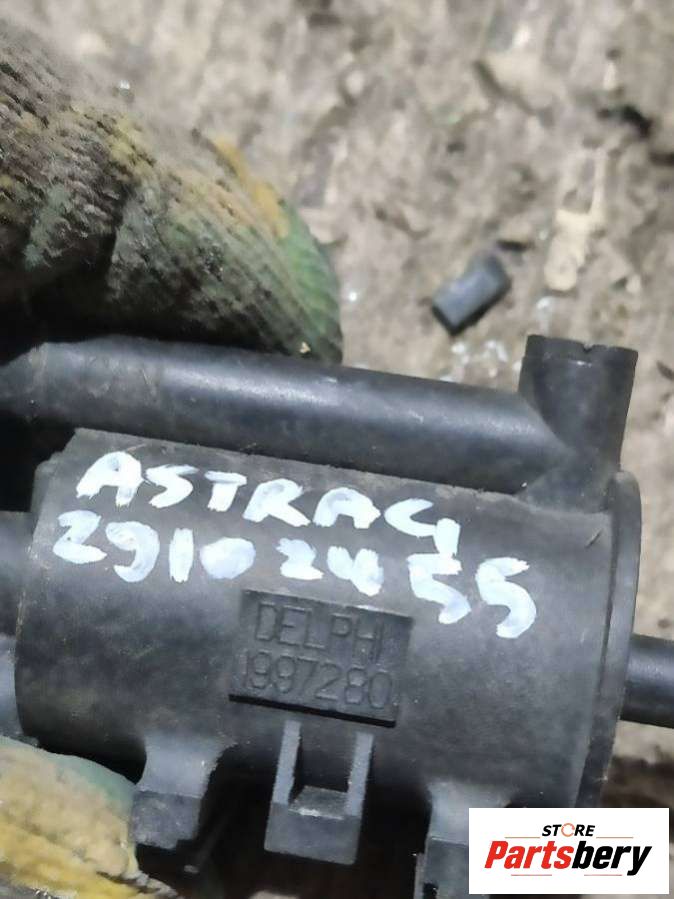 ASTRAG
29102455
DELPHI
1997280
STORE
Partsbery